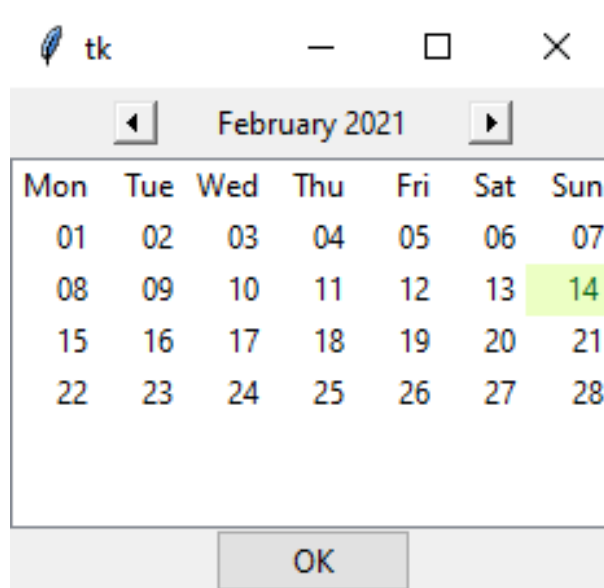 tk
February 2021
Mon Tue Wed Thu Fri Sat Sun
01 02 03 04 05 06 07
08 09 10 11 12 13 14
15 16 17 18 19 20 21
22 23 24 25 26 27 28
OK